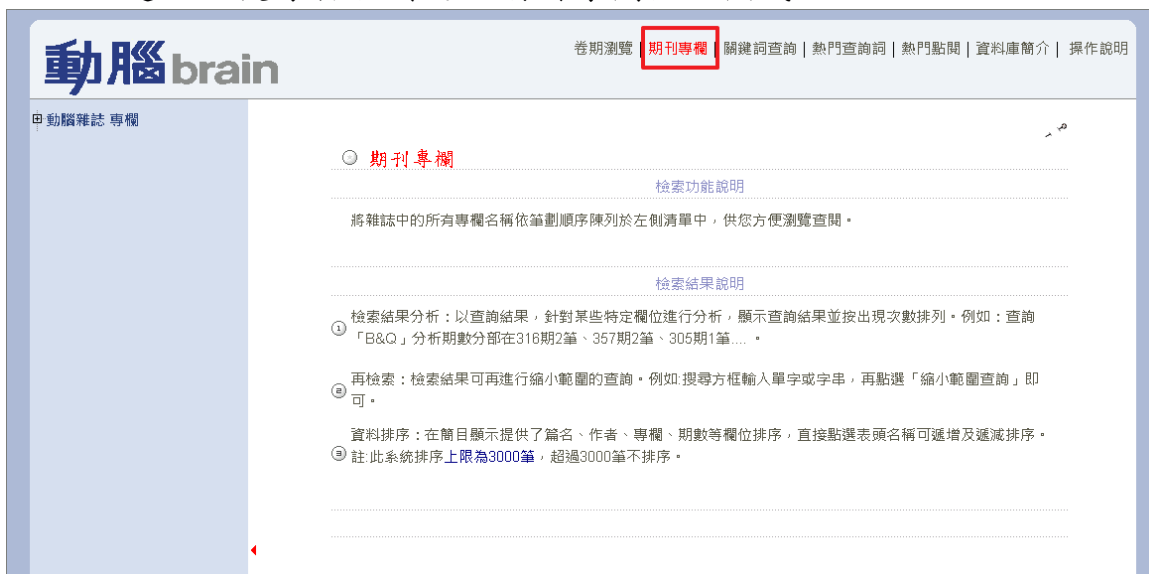 動腦brain
卷期瀏覽 | 期刊專欄 | 關鍵詞查詢 | 熱門查詢詞 | 熱門點閱 | 資料庫簡介 | 操作說明
動腦雜誌 專欄
期刊專欄
檢索功能說明
將雜誌中的所有專欄名稱依筆劃順序陳列於左側清單中，供您方便瀏覽查閱。
檢索結果說明
① 檢索結果分析：以查詢結果，針對某些特定欄位進行分析，顯示查詢結果並按出現次數排列。例如：查詢
「B&Q」分析期數分部在316期2筆、357期2筆、305期1筆.... 。
② 再檢索：檢索結果可再進行縮小範圍的查詢。例如:搜尋方框輸入單字或字串，再點選「縮小範圍查詢」即
可。
③ 資料排序：在簡目顯示提供了篇名、作者、專欄、期數等欄位排序，直接點選表頭名稱可遞增及遞減排序。
註:此系統排序上限為3000筆，超過3000筆不排序。